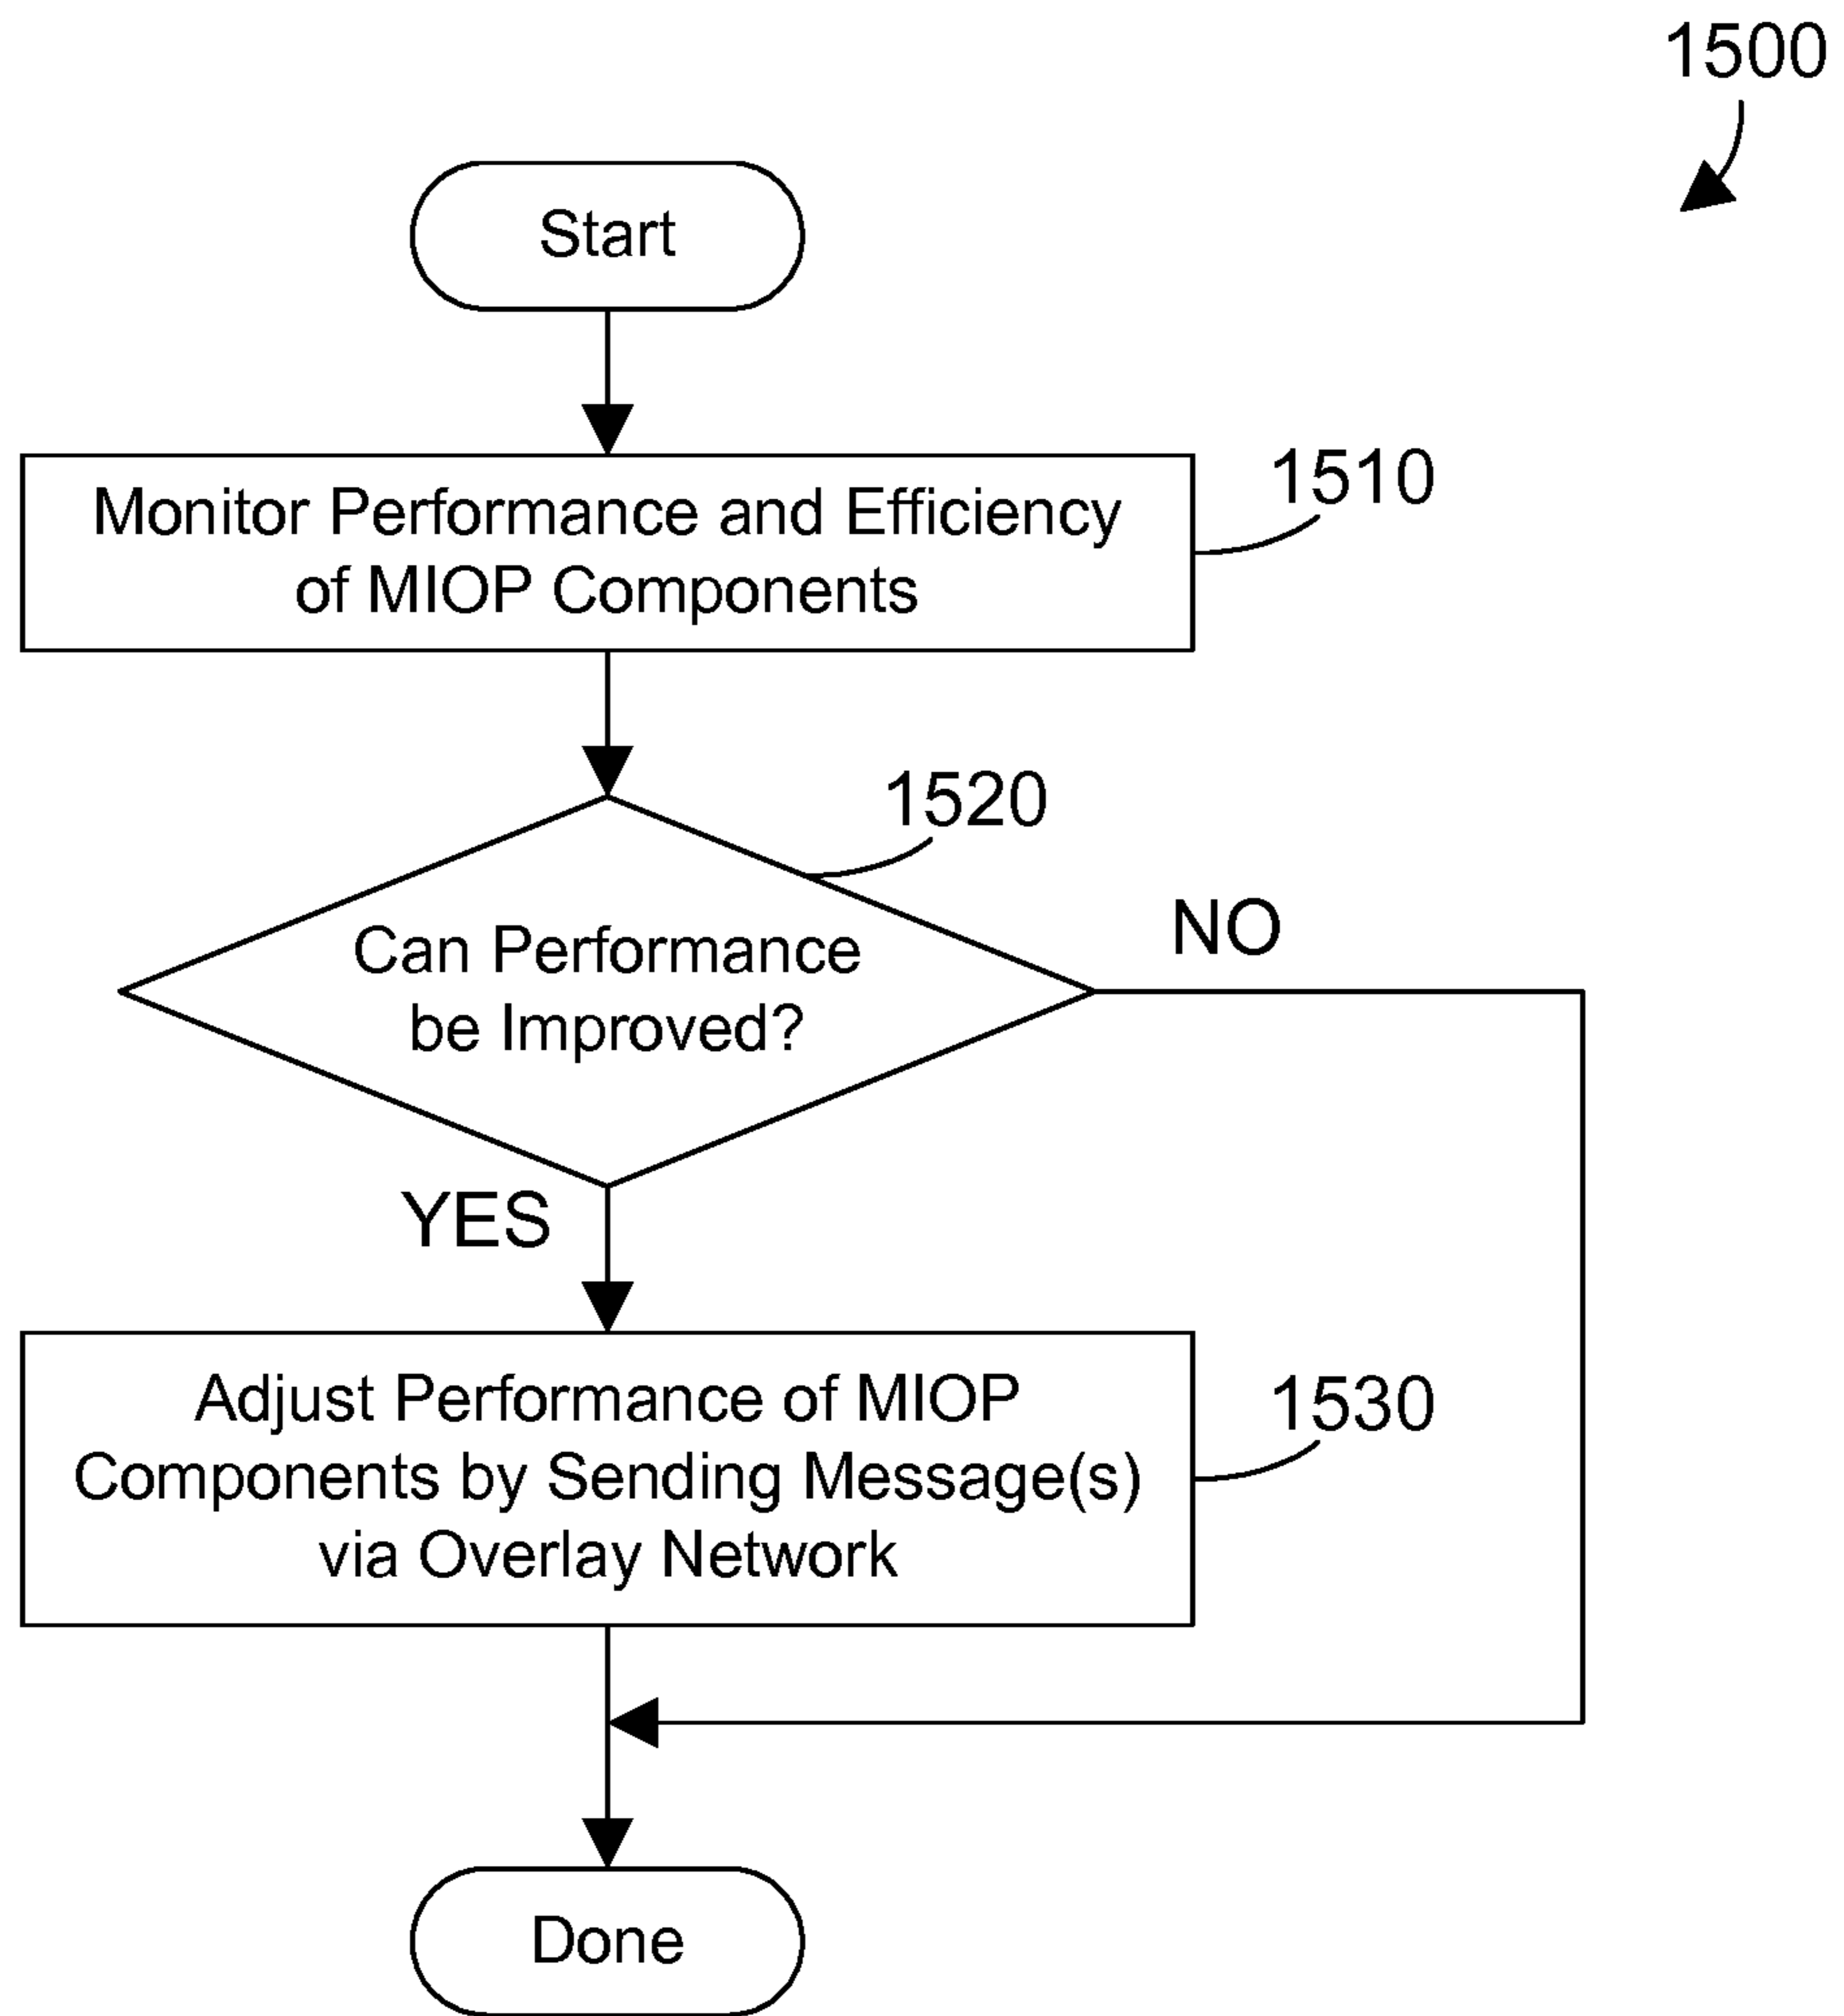 1500
Start
Monitor Performance and Efficiency
of MIOP Components
1510
1520
Can Performance
be Improved?
NO
YES
Adjust Performance of MIOP
Components by Sending Message(s)
via Overlay Network
1530
Done